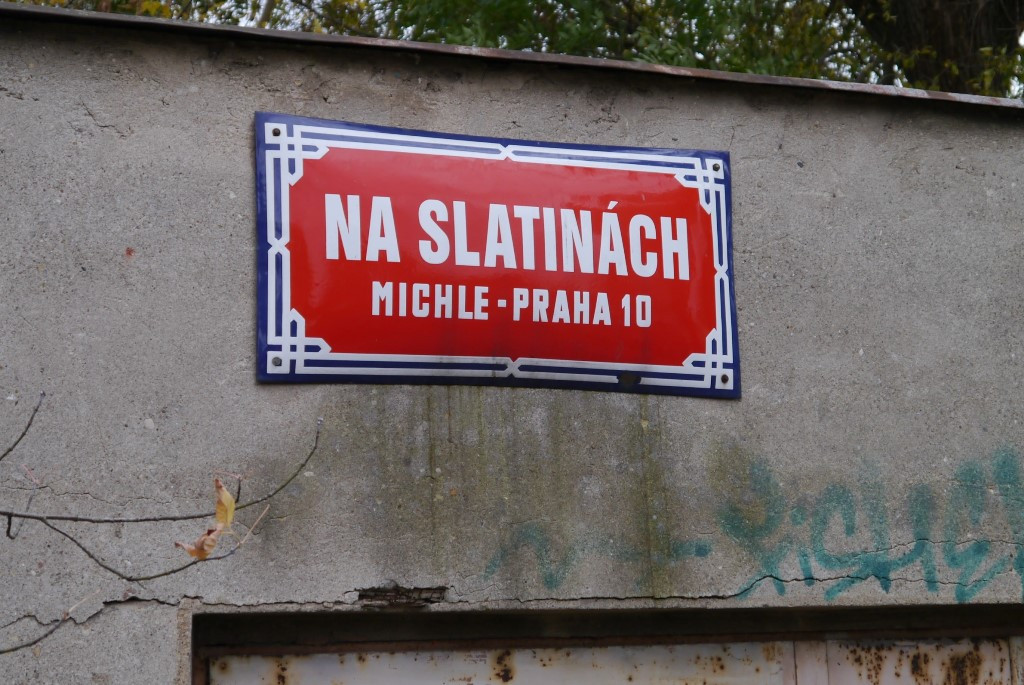 NA SLATINÁCH
MICHLE - PRAHA 10